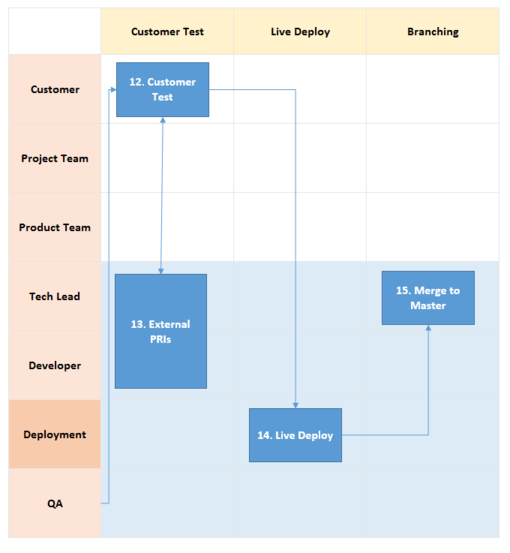 Customer Test
Live Deploy
Branching
Customer
12. Customer
Test
Project Team
Product Team
Tech Lead
15. Merge to
Master
13. External
PRIs
Developer
Deployment
14. Live Deploy
QA